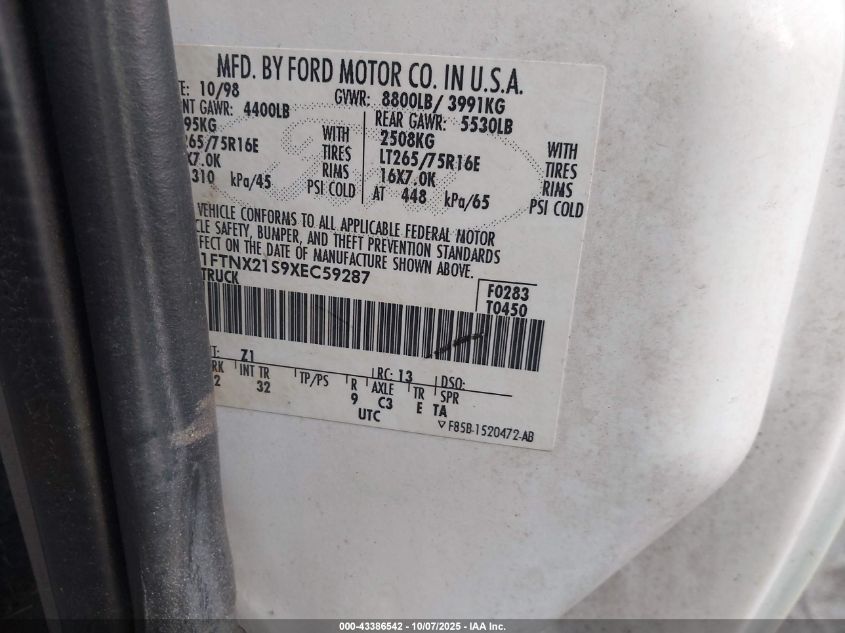 MFD. BY FORD MOTOR CO. IN U.S.A.
E: 10/98 GVWR: 8800LB/ 3991KG
NT GAWR: 4400LB REAR GAWR: 5530LB
95KG WITH 2508KG WITH
265/75R16E TIRES LT265/75R16E TIRES
X7.0K RIMS 16X7.0K RIMS
310 kPa/45 PSI COLD AT 448 kPa/65 PSI COLD
VEHICLE CONFORMS TO ALL APPLICABLE FEDERAL MOTOR
CLE SAFETY, BUMPER, AND THEFT PREVENTION STANDARDS
FECT ON THE DATE OF MANUFACTURE SHOWN ABOVE.
1FTNX21S9XEC59287 F0283
TRUCK T0450
T: Z1 RC: 13 DSO:
RK INT TR TP/PS R AXLE TR SPR
2 32 9 C3 E TA
UTC
▽ F85B-1520472-AB
000-43386542 - 10/07/2025 - IAA Inc.